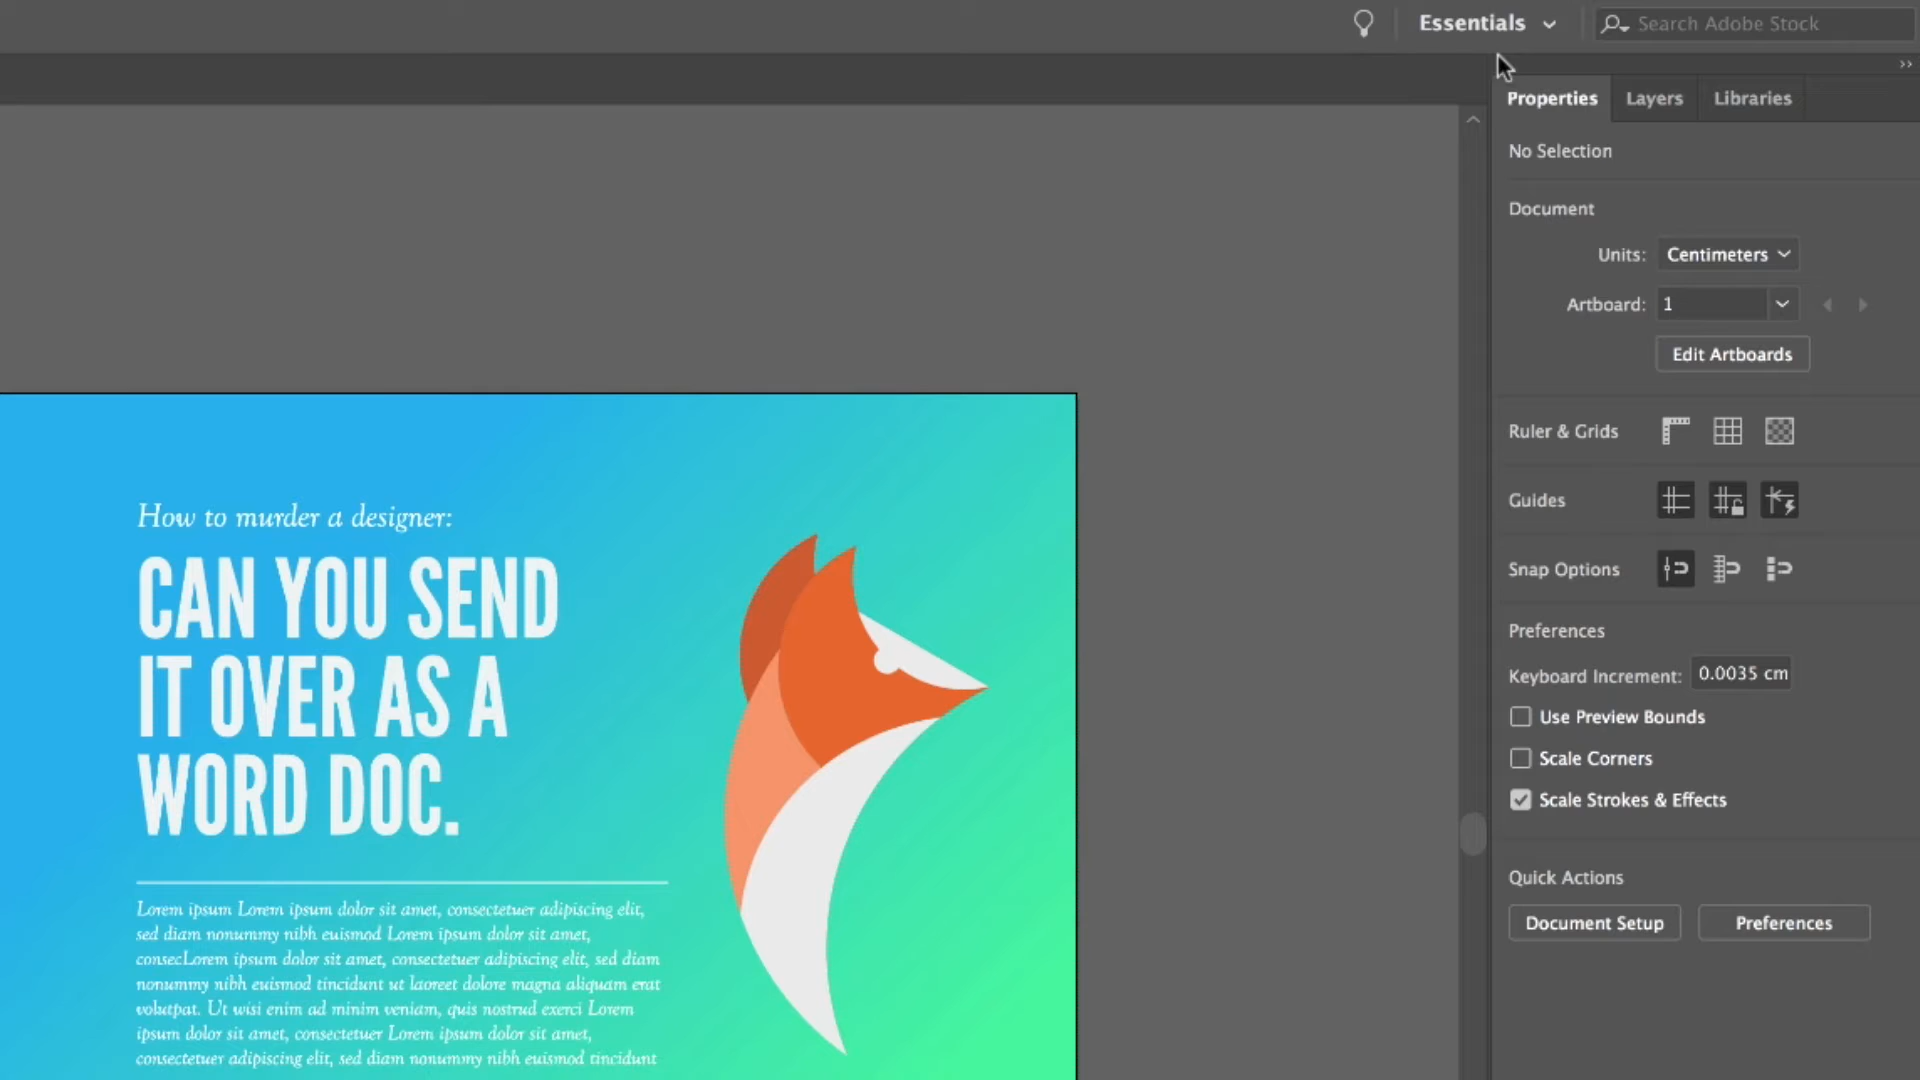 Essentials
Search Adobe Stock
Properties
Layers
Libraries
No Selection
Document
Units: Centimeters
Artboard: 1
Edit Artboards
Ruler & Grids
Guides
Snap Options
Preferences
Keyboard Increment: 0.0035 cm
Use Preview Bounds
Scale Corners
Scale Strokes & Effects
Quick Actions
Document Setup
Preferences
How to murder a designer:
CAN YOU SEND
IT OVER AS A
WORD DOC.
Lorem ipsum Lorem ipsum dolor sit amet, consectetuer adipiscing elit,
sed diam nonummy nibh euismod Lorem ipsum dolor sit amet,
consecLorem ipsum dolor sit amet, consectetuer adipiscing elit, sed diam
nonummy nibh euismod tincidunt ut laoreet dolore magna aliquam erat
volutpat. Ut wisi enim ad minim veniam, quis nostrud exerci Lorem
ipsum dolor sit amet, consectetuer Lorem ipsum dolor sit amet,
consectetuer adipiscing elit, sed diam nonummy nibh euismod tincidunt